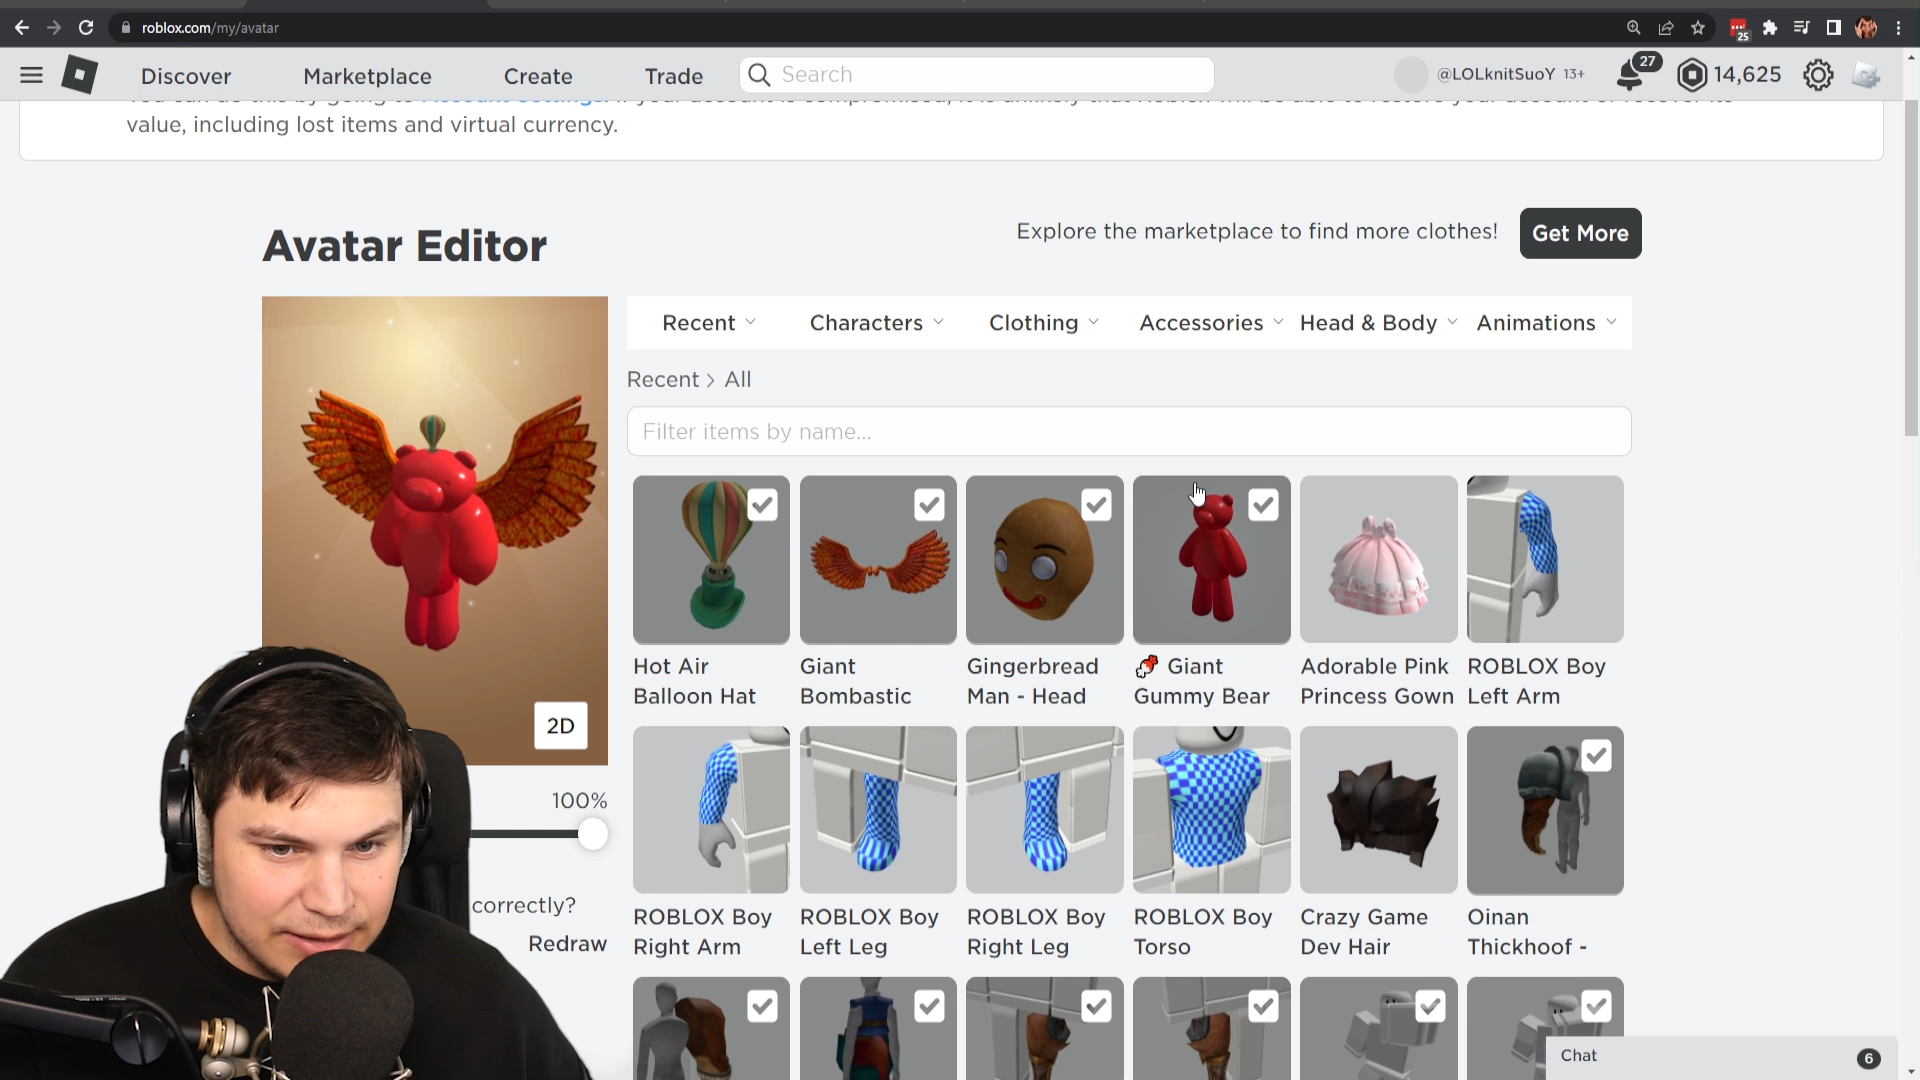 roblox.com/my/avatar
25
Discover
Marketplace
Create
Trade
Search
@LOLknitSuoY 13+
27
14,625
value, including lost items and virtual currency.
Avatar Editor
Explore the marketplace to find more clothes!
Get More
Recent
Characters
Clothing
Accessories
Head & Body
Animations
Recent > All
Filter items by name...
2D
100%
correctly?
Redraw
Hot Air
Balloon Hat
Giant
Bombastic
Gingerbread
Man - Head
Giant
Gummy Bear
Adorable Pink
Princess Gown
ROBLOX Boy
Left Arm
ROBLOX Boy
Right Arm
ROBLOX Boy
Left Leg
ROBLOX Boy
Right Leg
ROBLOX Boy
Torso
Crazy Game
Dev Hair
Oinan
Thickhoof -
Chat
6